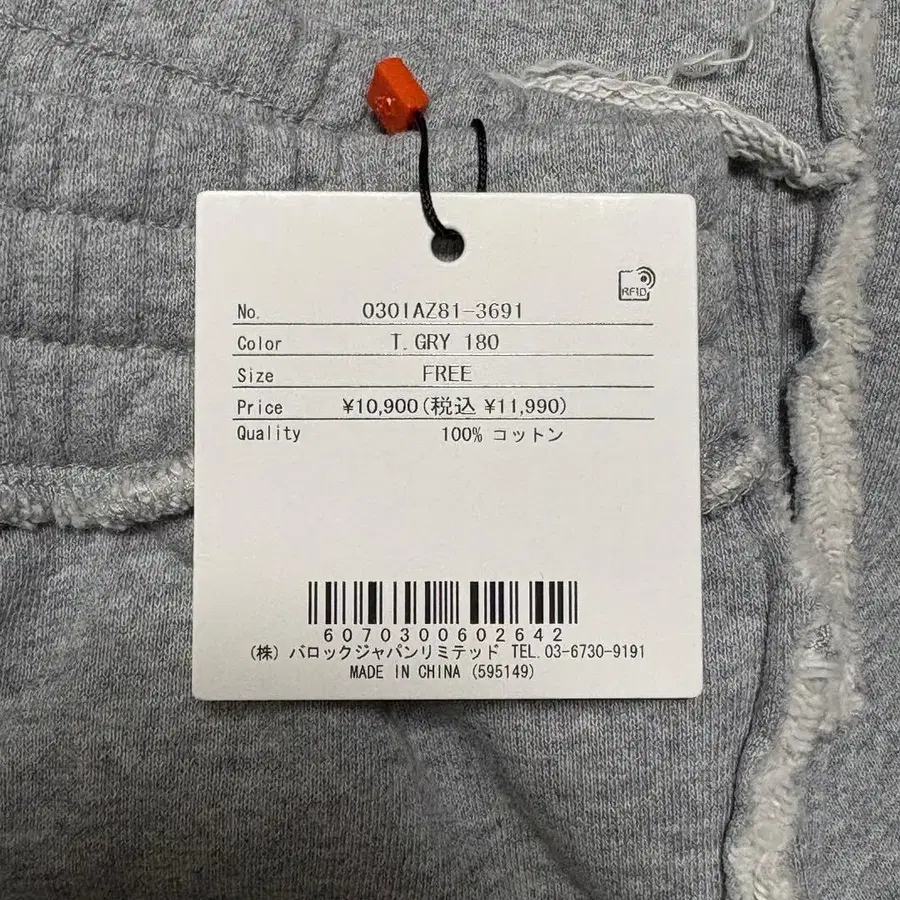 RFID
No. 030IAZ81-3691
Color T.GRY 180
Size FREE
Price ¥10,900(税込 ¥11,990)
Quality 100% コットン
6070300602642
(株) バロックジャパンリミテッド TEL.03-6730-9191
MADE IN CHINA (595149)